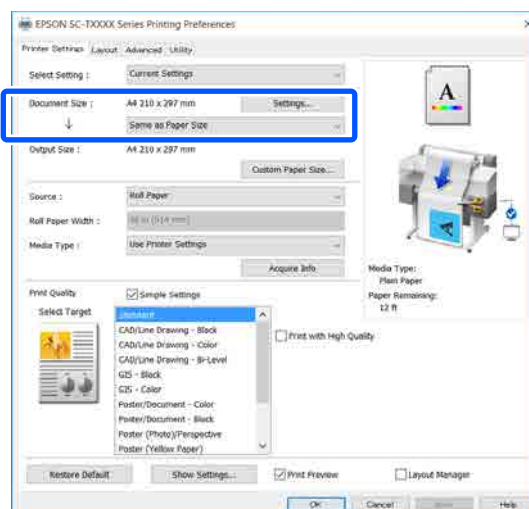 EPSON SC-TXXXX Series Printing Preferences
Printer Settings Layout Advanced Utility
Select Setting : Current Settings
Document Size : A4 210 x 297 mm Settings...
↓ Same as Paper Size
Output Size : A4 210 x 297 mm
Custom Paper Size...
Source : Roll Paper
Roll Paper Width :
Media Type : Use Printer Settings
Acquire Info
Media Type:
Plain Paper
Paper Remaining:
12 ft
Print Quality Simple Settings
Select Target
Standard
CAD/Line Drawing - Black
CAD/Line Drawing - Color
CAD/Line Drawing - Bi-Level
GIS - Black
GIS - Color
Poster/Document - Color
Poster/Document - Black
Poster (Photo)/Perspective
Poster (Yellow Paper)
Print with High Quality
Restore Default Show Settings... Print Preview Layout Manager
OK Cancel Help
A
A